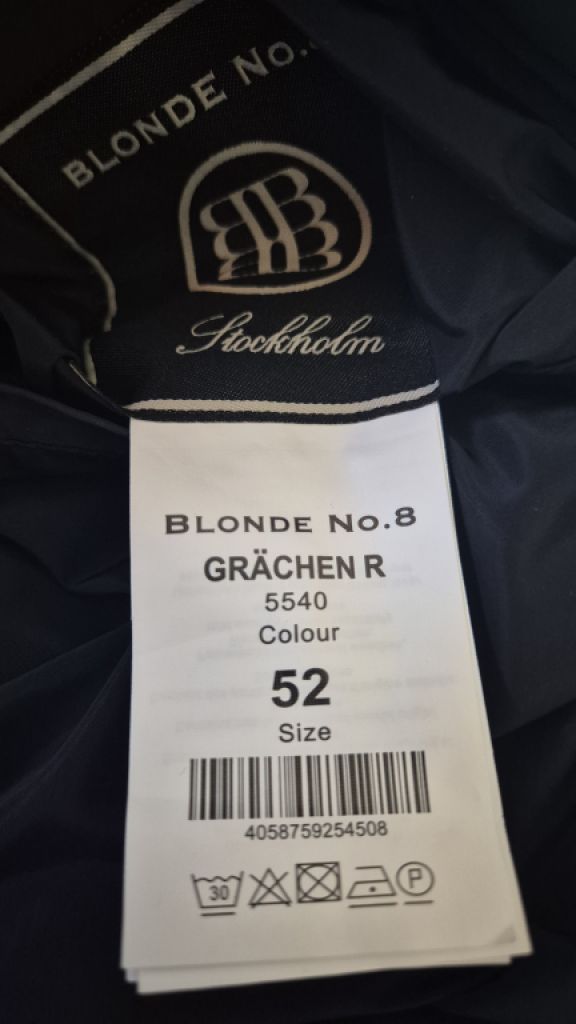 BLONDE NO.
Stockholm
BLONDE NO.8
GRÄCHEN R
5540
Colour
52
Size
4058759254508
30
P